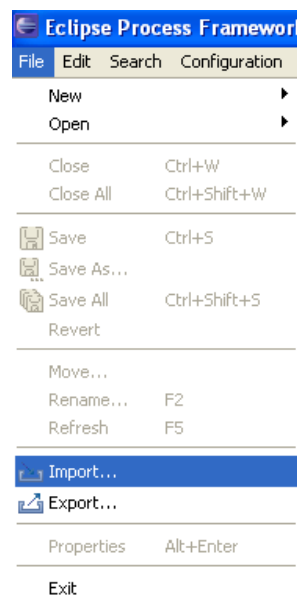 Eclipse Process Framewor
File Edit Search Configuration
New
Open
Close Ctrl+W
Close All Ctrl+Shift+W
Save Ctrl+S
Save As...
Save All Ctrl+Shift+S
Revert
Move...
Rename... F2
Refresh F5
Import...
Export...
Properties Alt+Enter
Exit